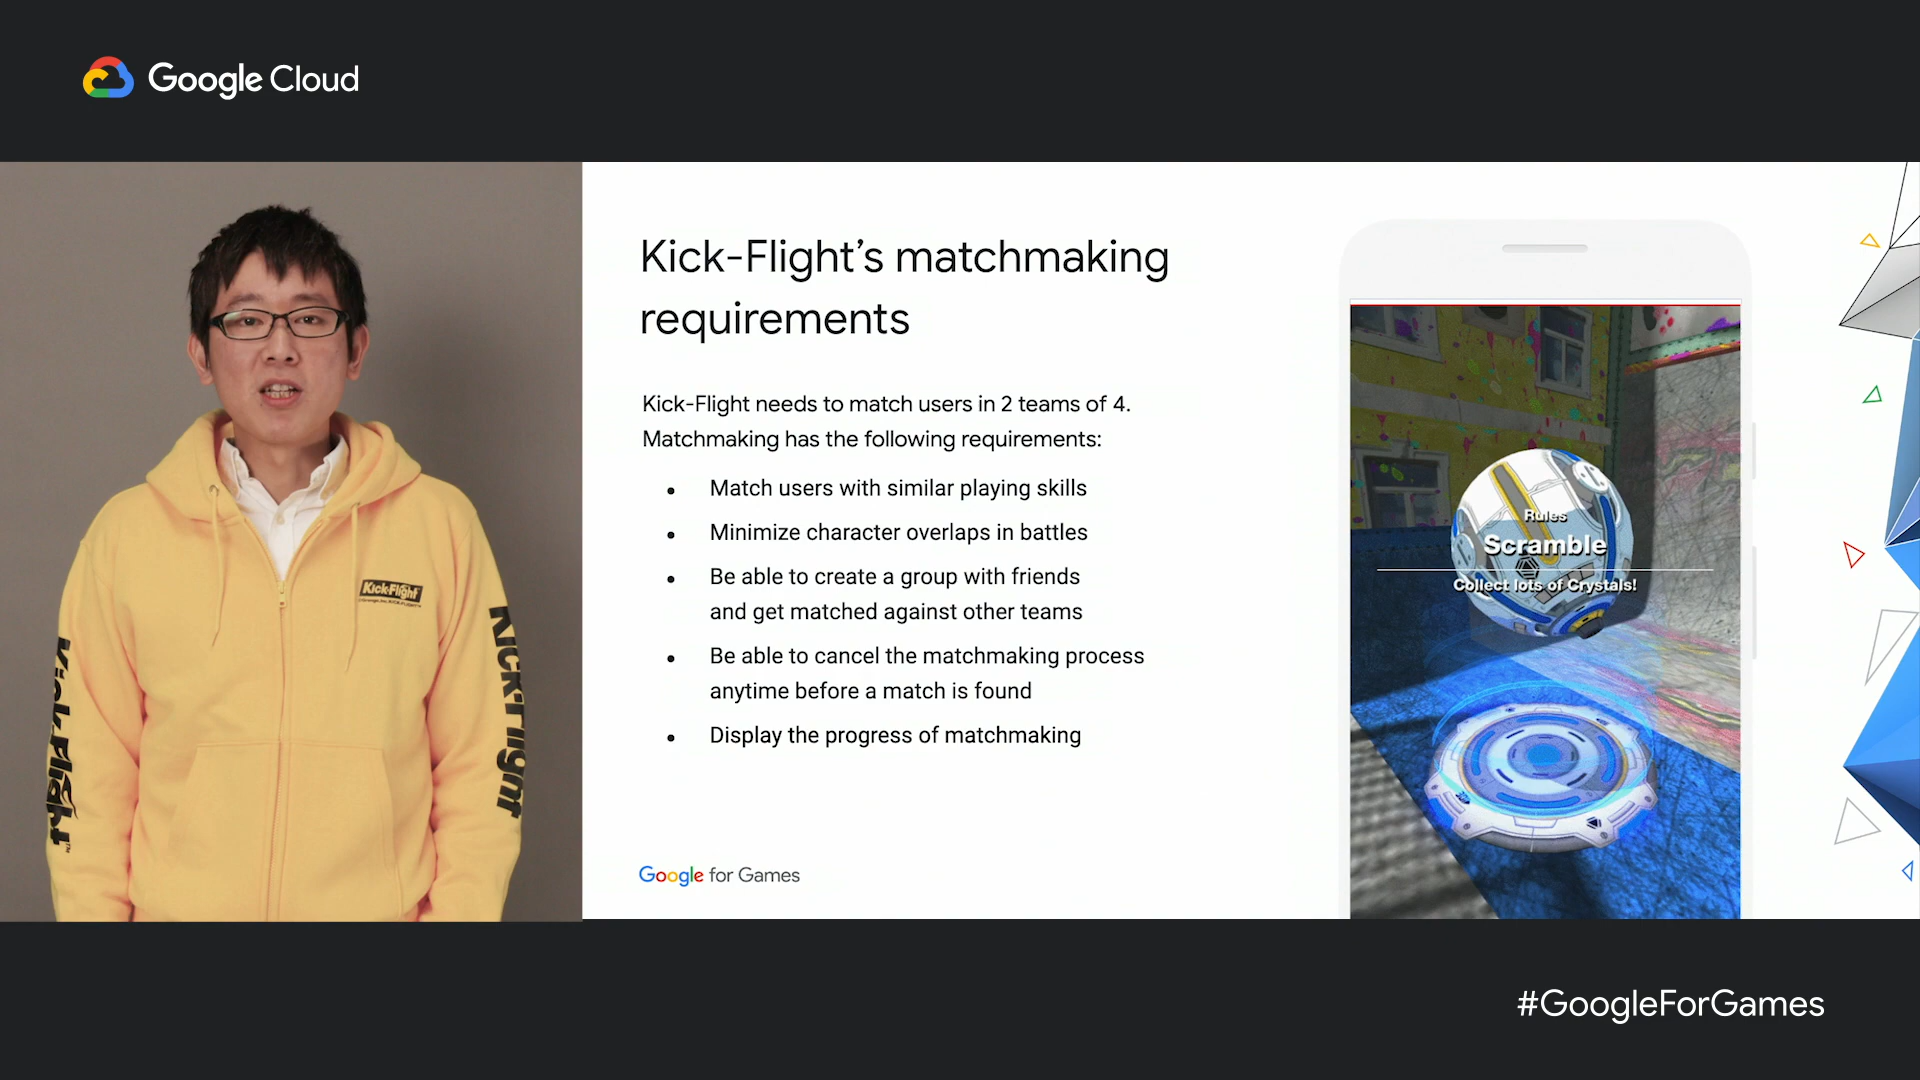 Google Cloud
Kick-Flight's matchmaking
requirements
Kick-Flight needs to match users in 2 teams of 4.
Matchmaking has the following requirements:
• Match users with similar playing skills
• Minimize character overlaps in battles
• Be able to create a group with friends
and get matched against other teams
• Be able to cancel the matchmaking process
anytime before a match is found
• Display the progress of matchmaking
Google for Games
Rules
Scramble
Collect lots of Crystals!
Kick-Flight
Kick-Flight
Kick-Flight
#GoogleForGames